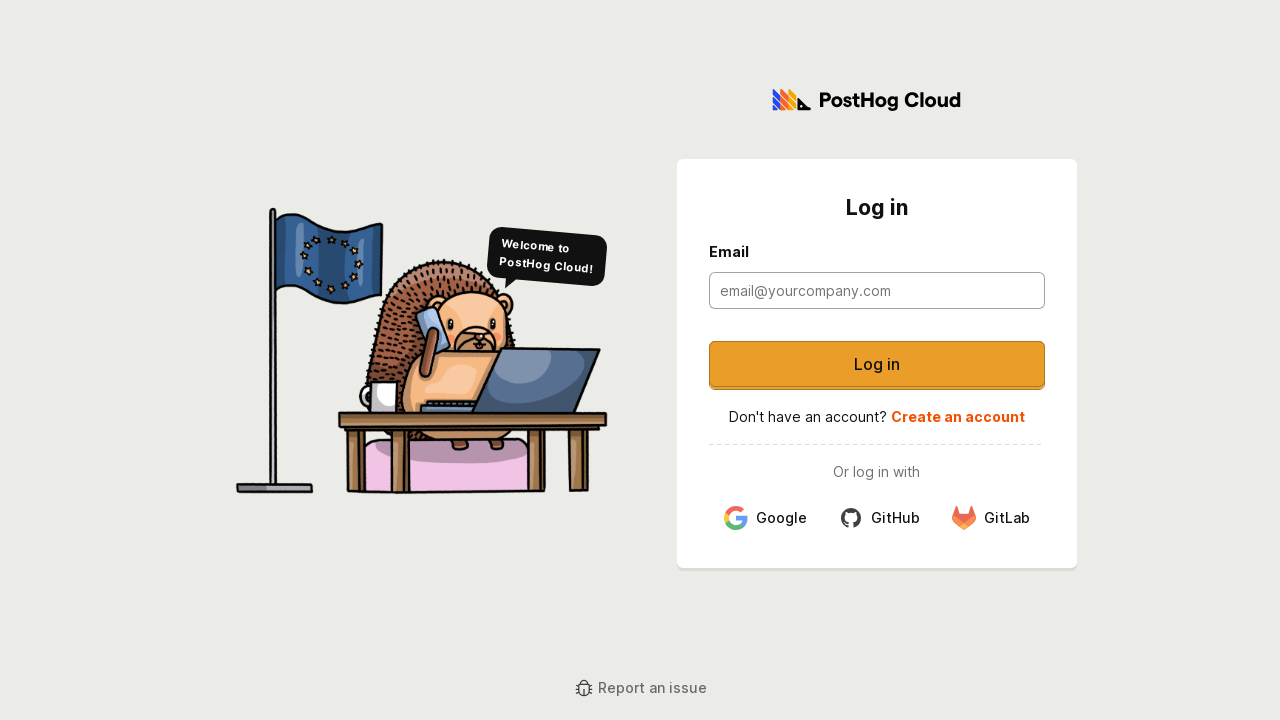 PostHog Cloud
Welcome to
PostHog Cloud!
Log in
Email
email@yourcompany.com
Log in
Don't have an account? Create an account
Or log in with
Google GitHub GitLab
Report an issue